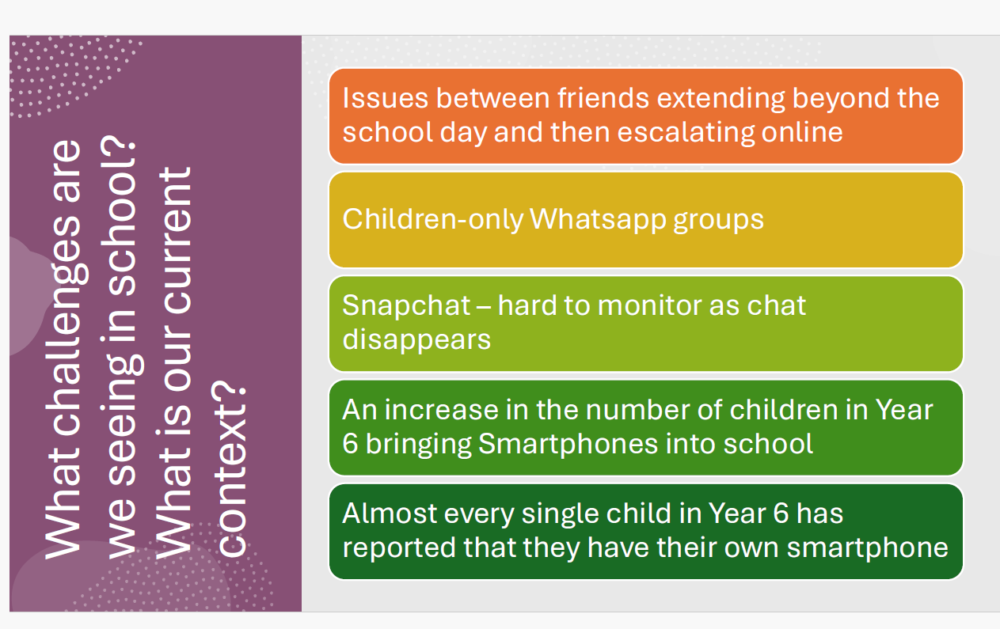 What challenges are
we seeing in school?
What is our current
context?
Issues between friends extending beyond the
school day and then escalating online
Children-only Whatsapp groups
Snapchat – hard to monitor as chat
disappears
An increase in the number of children in Year
6 bringing Smartphones into school
Almost every single child in Year 6 has
reported that they have their own smartphone